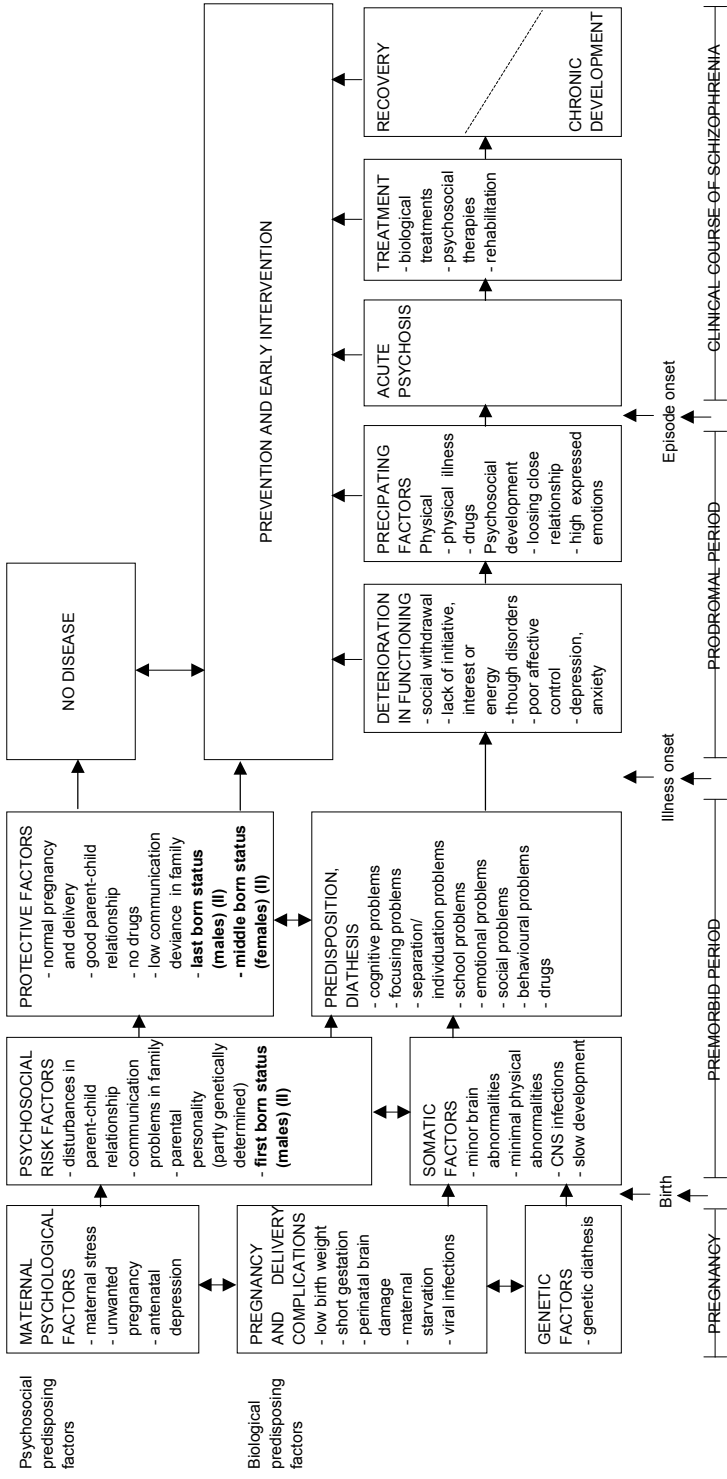 Psychosocial
predisposing
factors
MATERNAL
PSYCHOLOGICAL
FACTORS
- maternal stress
- unwanted
pregnancy
- antenatal
depression
PSYCHOSOCIAL
RISK FACTORS
- disturbances in
parent-child
relationship
- communication
problems in family
- parental
personality
(partly genetically
determined)
- first born status
(males) (II)
PROTECTIVE FACTORS
- normal pregnancy
and delivery
- good parent-child
relationship
- no drugs
- low communication
deviance in family
- last born status
(males) (II)
- middle born status
(females) (II)
NO DISEASE
PREVENTION AND EARLY INTERVENTION
Biological
predisposing
factors
PREGNANCY
AND DELIVERY
COMPLICATIONS
- low birth weight
- short gestation
- perinatal brain
damage
- maternal
starvation
- viral infections
GENETIC
FACTORS
- genetic diathesis
SOMATIC
FACTORS
- minor brain
abnormalities
- minimal physical
abnormalities
- CNS infections
- slow development
PREDISPOSITION,
DIATHESIS
- cognitive problems
- focusing problems
- separation/
individuation problems
- school problems
- emotional problems
- social problems
- behavioural problems
- drugs
DETERIORATION
IN FUNCTIONING
- social withdrawal
- lack of initiative,
interest or
energy
- though disorders
- poor affective
control
- depression,
anxiety
PRECIPATING
FACTORS
Physical
- physical illness
- drugs
Psychosocial
development
- loosing close
relationship
- high expressed
emotions
ACUTE
PSYCHOSIS
TREATMENT
- biological
treatments
- psychosocial
therapies
- rehabilitation
RECOVERY
CHRONIC
DEVELOPMENT
Birth
Illness onset
Episode onset
PREGNANCY
PREMORBID PERIOD
PRODROMAL PERIOD
CLINICAL COURSE OF SCHIZOPHRENIA